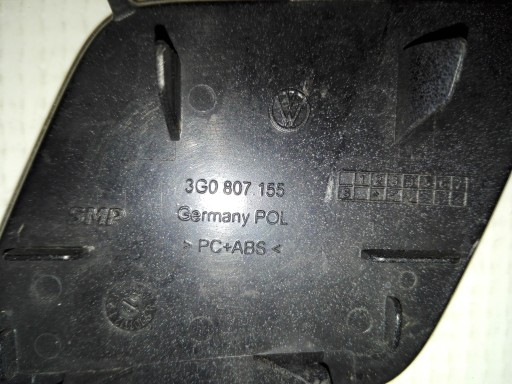 3G0 807 155
SMP
Germany POL
> PC+ABS <